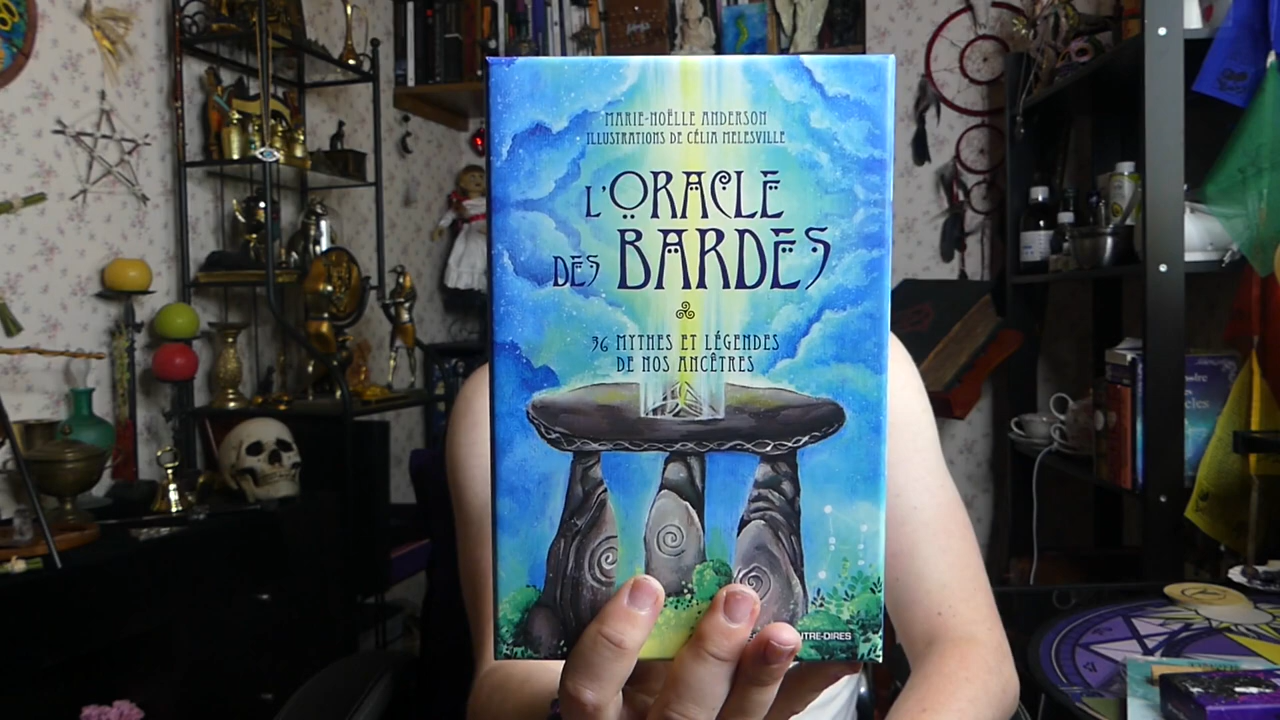 MARIE-NOËLLE ANDERSON
ILLUSTRATIONS DE CÉLIA MELESVILLE
L'ORACLE
DES BARDES
36 MYTHES ET LÉGENDES
DE NOS ANCÊTRES